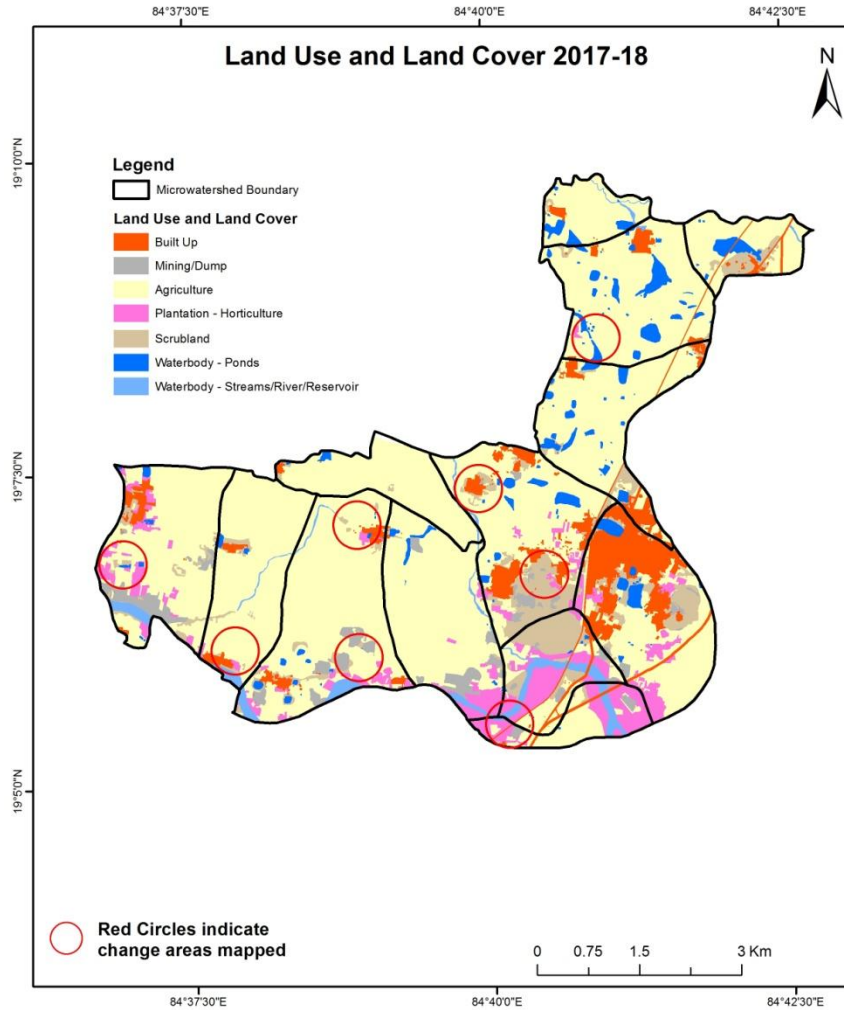 84°37'30"E
84°40'0"E
84°42'30"E
Land Use and Land Cover 2017-18
N
19°10'0"N
Legend
Microwatershed Boundary
Land Use and Land Cover
Built Up
Mining/Dump
Agriculture
Plantation - Horticulture
Scrubland
Waterbody - Ponds
Waterbody - Streams/River/Reservoir
19°7'30"N
19°5'0"N
Red Circles indicate
change areas mapped
0 0.75 1.5 3 Km
84°37'30"E
84°40'0"E
84°42'30"E